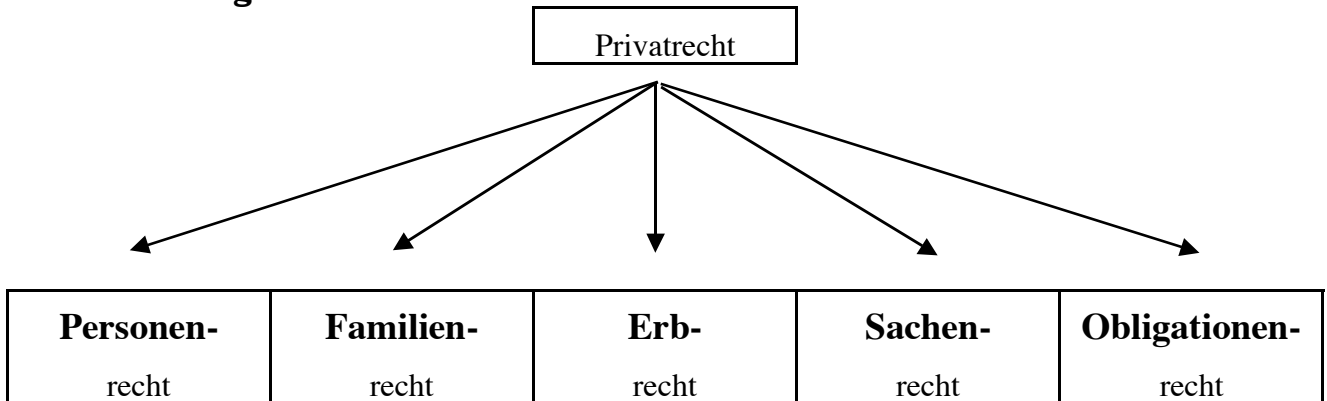 Privatrecht
Personen- Familien- Erb- Sachen- Obligationen-
recht recht recht recht recht